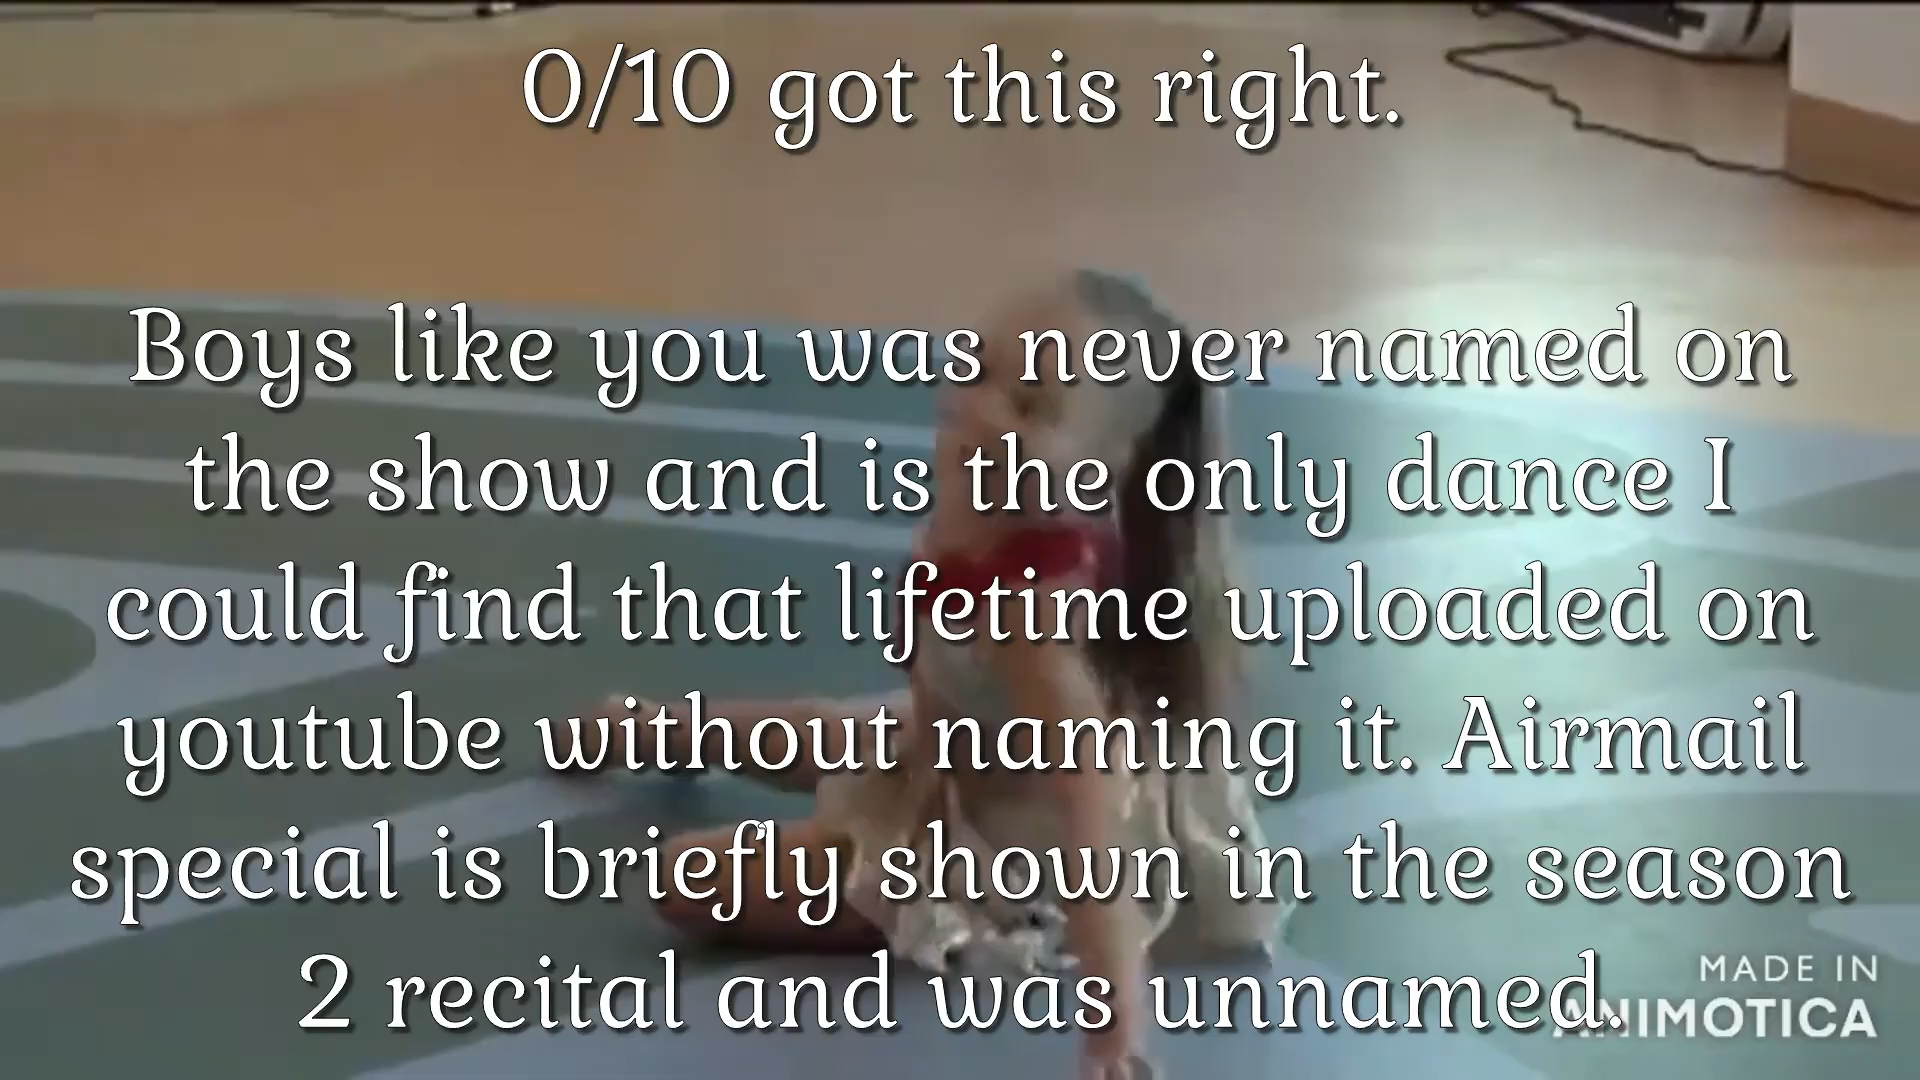 0/10 got this right.
Boys like you was never named on
the show and is the only dance I
could find that lifetime uploaded on
youtube without naming it. Airmail
special is briefly shown in the season
2 recital and was unnamed.
MADE IN
ANIMOTICA